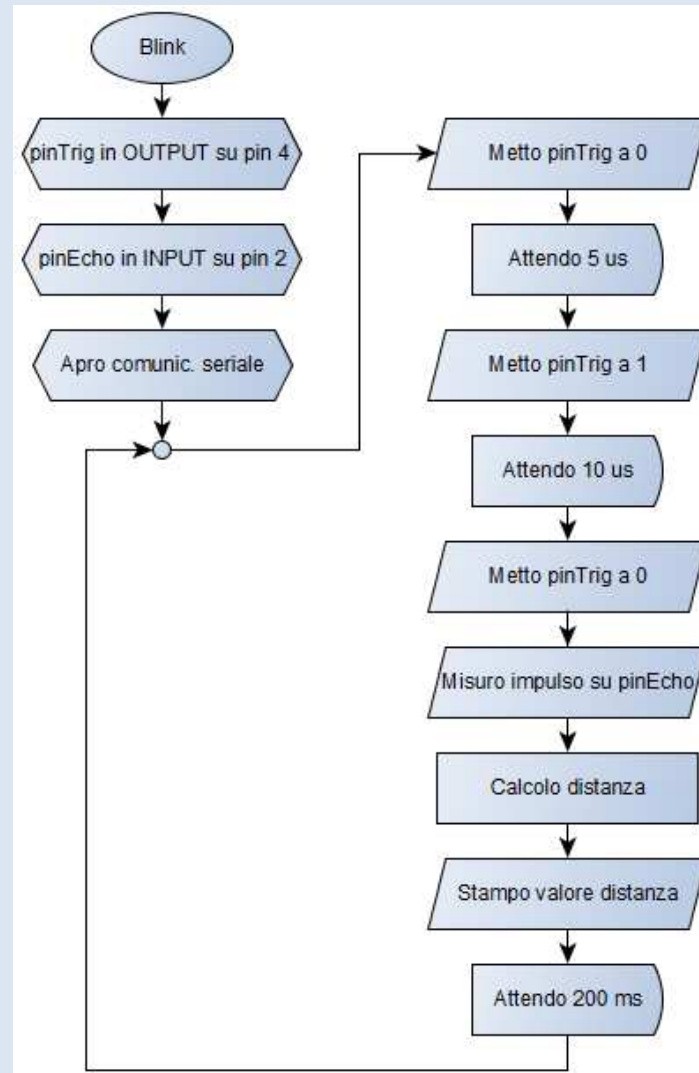 Blink
pinTrig in OUTPUT su pin 4
pinEcho in INPUT su pin 2
Apro comunic. seriale
Metto pinTrig a 0
Attendo 5 us
Metto pinTrig a 1
Attendo 10 us
Metto pinTrig a 0
Misuro impulso su pinEcho
Calcolo distanza
Stampo valore distanza
Attendo 200 ms